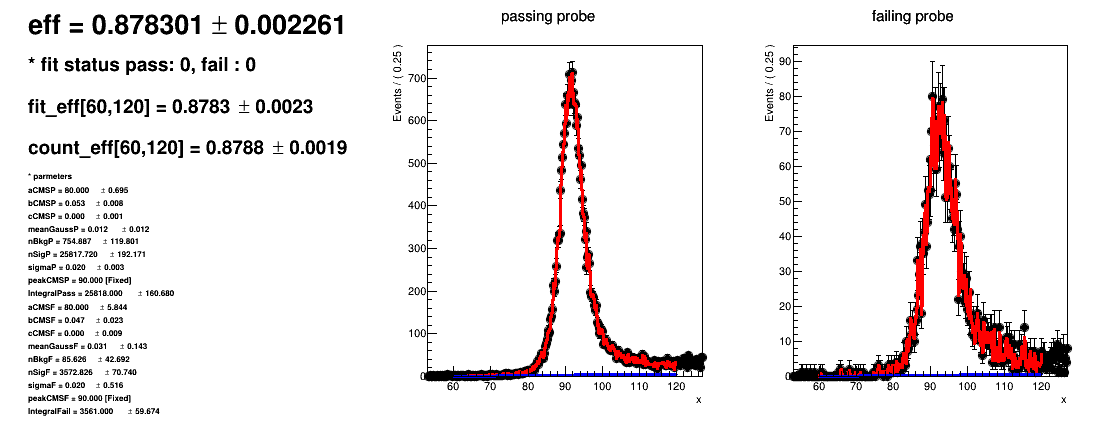 eff = 0.878301 ± 0.002261
* fit status pass: 0, fail : 0
fit_eff[60,120] = 0.8783 ± 0.0023
count_eff[60,120] = 0.8788 ± 0.0019
* parmeters
aCMSP = 80.000 ± 0.695
bCMSP = 0.053 ± 0.008
cCMSP = 0.000 ± 0.001
meanGaussP = 0.012 ± 0.012
nBkgP = 754.887 ± 119.801
nSigP = 25817.720 ± 192.171
sigmaP = 0.020 ± 0.003
peakCMSP = 90.000 [Fixed]
IntegralPass = 25818.000 ± 160.680
aCMSF = 80.000 ± 5.844
bCMSF = 0.047 ± 0.023
cCMSF = 0.000 ± 0.009
meanGaussF = 0.031 ± 0.143
nBkgF = 85.626 ± 42.692
nSigF = 3572.826 ± 70.740
sigmaF = 0.020 ± 0.516
peakCMSF = 90.000 [Fixed]
IntegralFail = 3561.000 ± 59.674
passing probe
Events / ( 0.25 )
700
600
500
400
300
200
100
0
60 70 80 90 100 110 120
x
failing probe
Events / ( 0.25 )
90
80
70
60
50
40
30
20
10
0
60 70 80 90 100 110 120
x